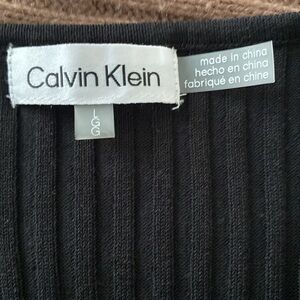 Calvin Klein
made in china
hecho en china
fabriqué en chine
L
G
G